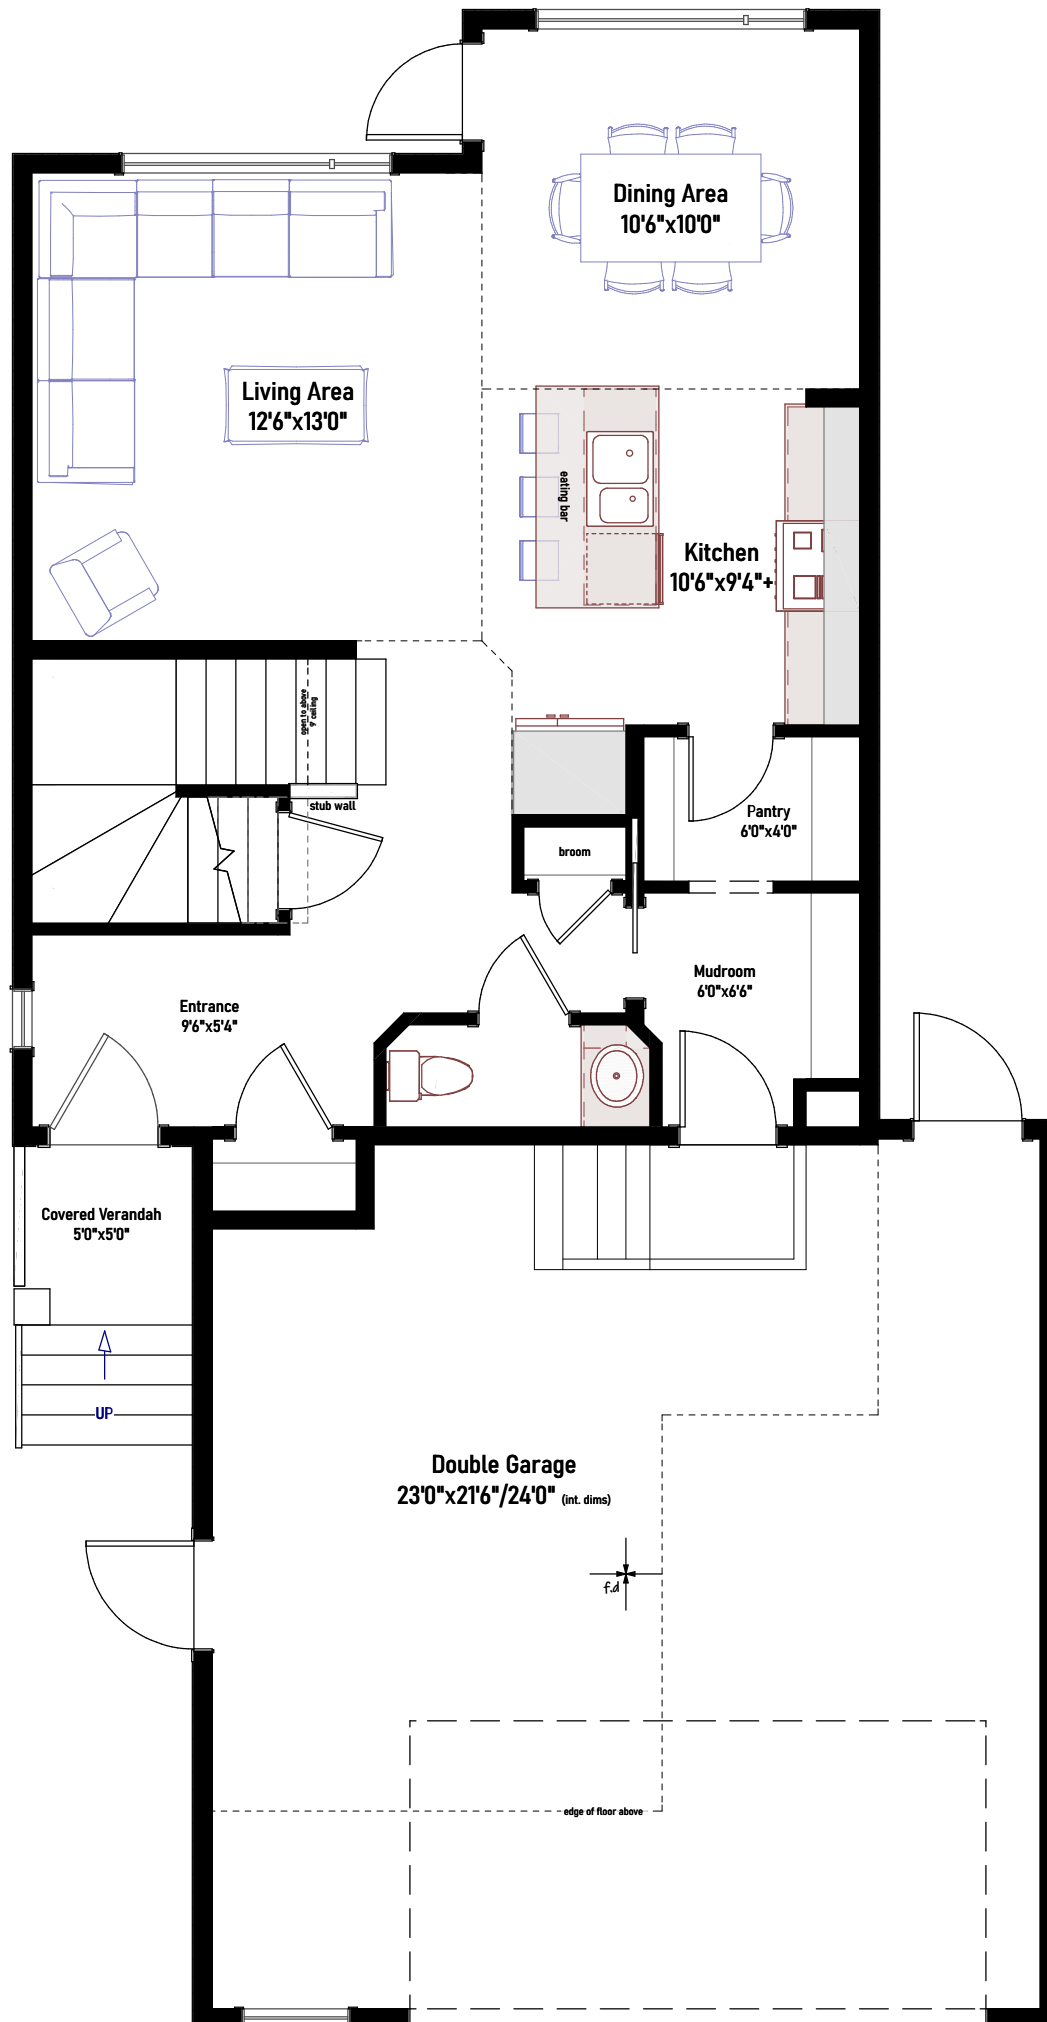 Dining Area
10'6"x10'0"
Living Area
12'6"x13'0"
eating bar
Kitchen
10'6"x9'4"+
open to above
9' ceiling
stub wall
Pantry
6'0"x4'0"
broom
Mudroom
6'0"x6'6"
Entrance
9'6"x5'4"
Covered Verandah
5'0"x5'0"
UP
Double Garage
23'0"x21'6"/24'0" (int. dims)
f.d
edge of floor above